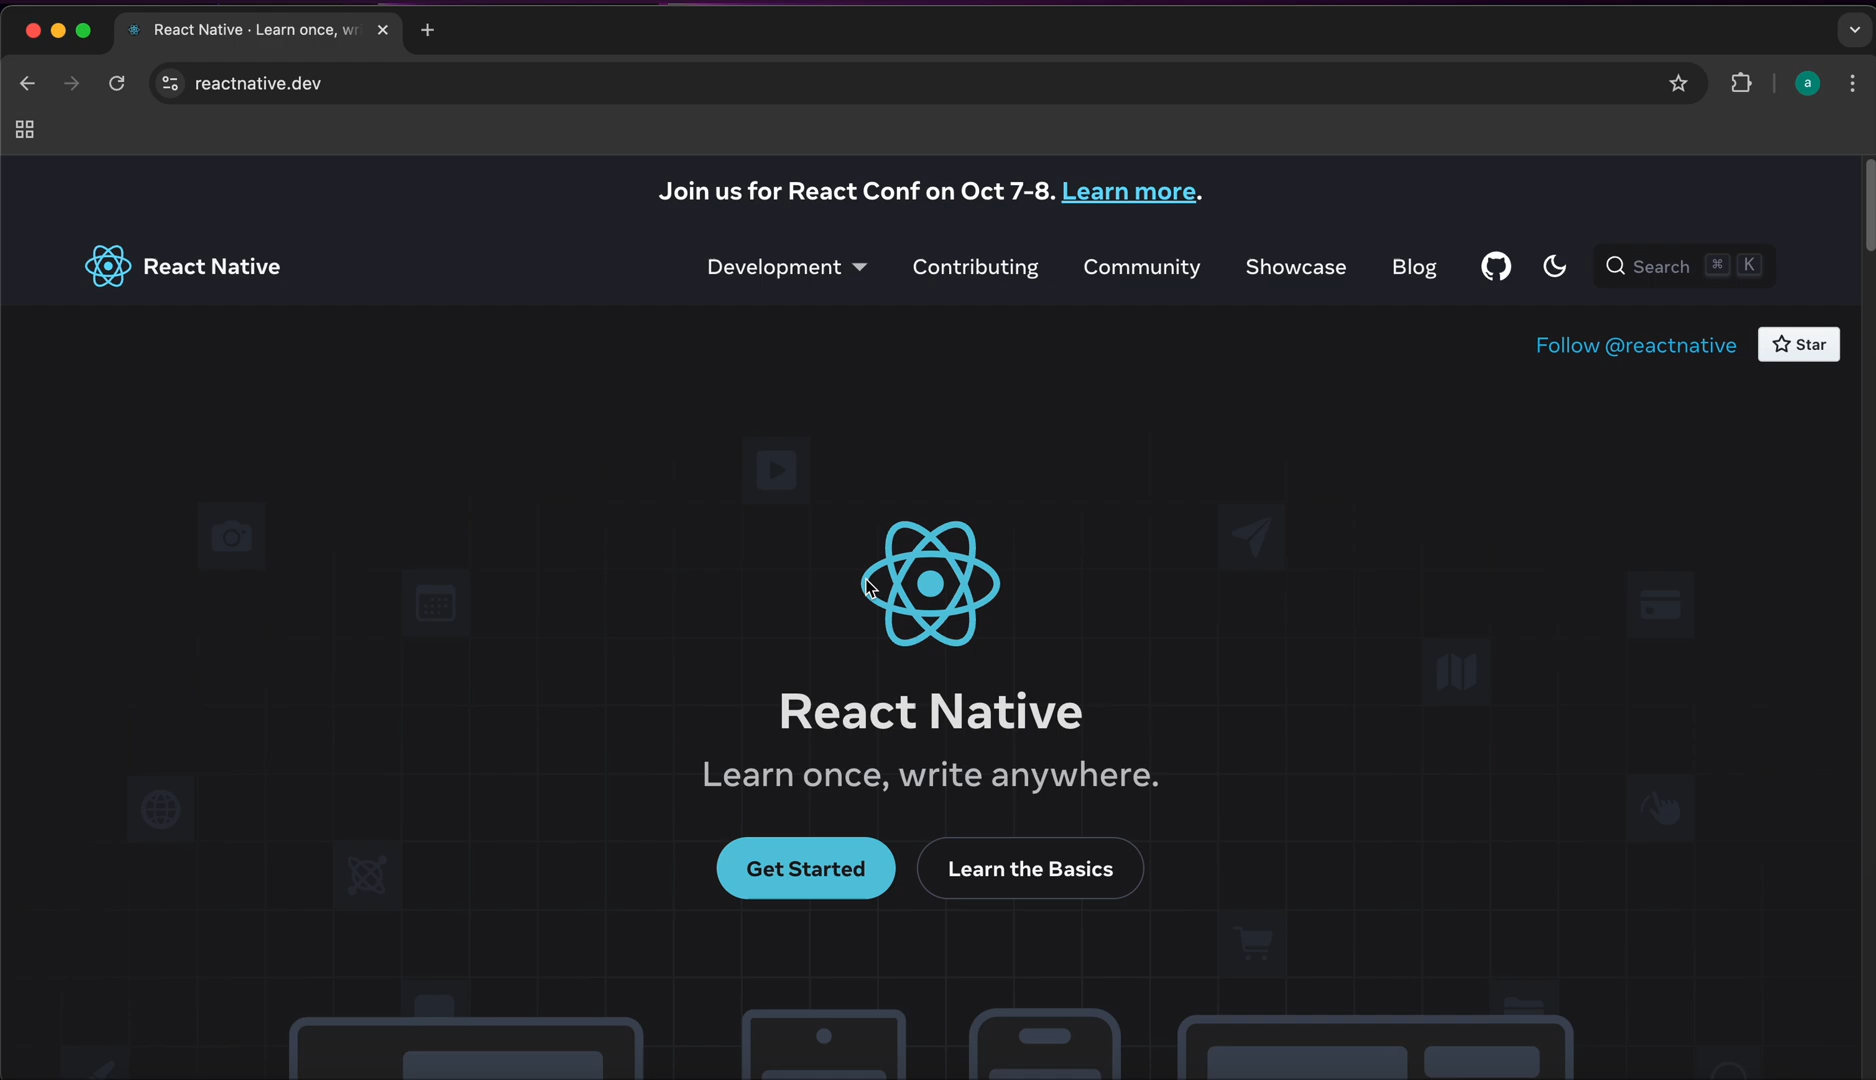 React Native · Learn once, wr
reactnative.dev
a
Join us for React Conf on Oct 7-8. Learn more.
React Native
Development
Contributing
Community
Showcase
Blog
Search ⌘ K
Follow @reactnative
Star
React Native
Learn once, write anywhere.
Get Started
Learn the Basics